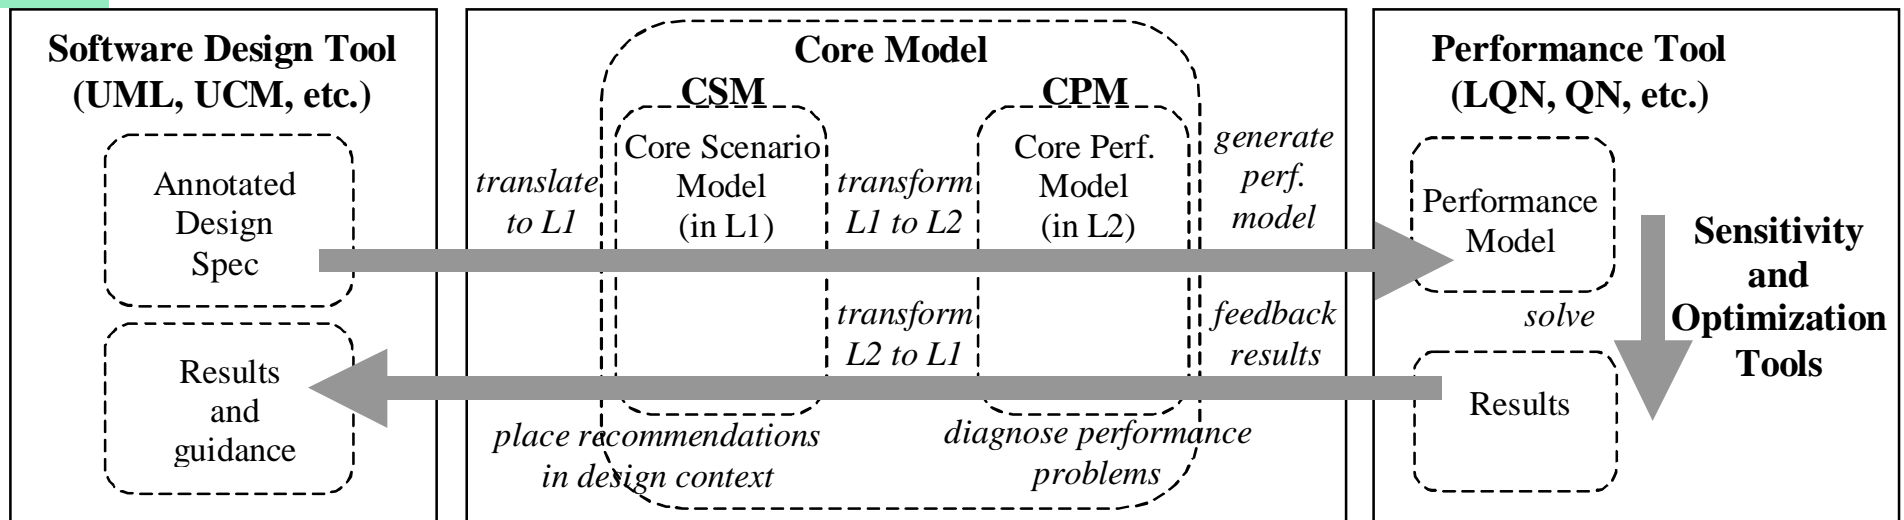 Software Design Tool
(UML, UCM, etc.)
Annotated
Design
Spec
Results
and
guidance
Core Model
CSM
CPM
translate
to L1
Core Scenario
Model
(in L1)
transform
L1 to L2
Core Perf.
Model
(in L2)
generate
perf.
model
transform
L2 to L1
feedback
results
place recommendations
in design context
diagnose performance
problems
Performance Tool
(LQN, QN, etc.)
Performance
Model
solve
Results
Sensitivity
and
Optimization
Tools